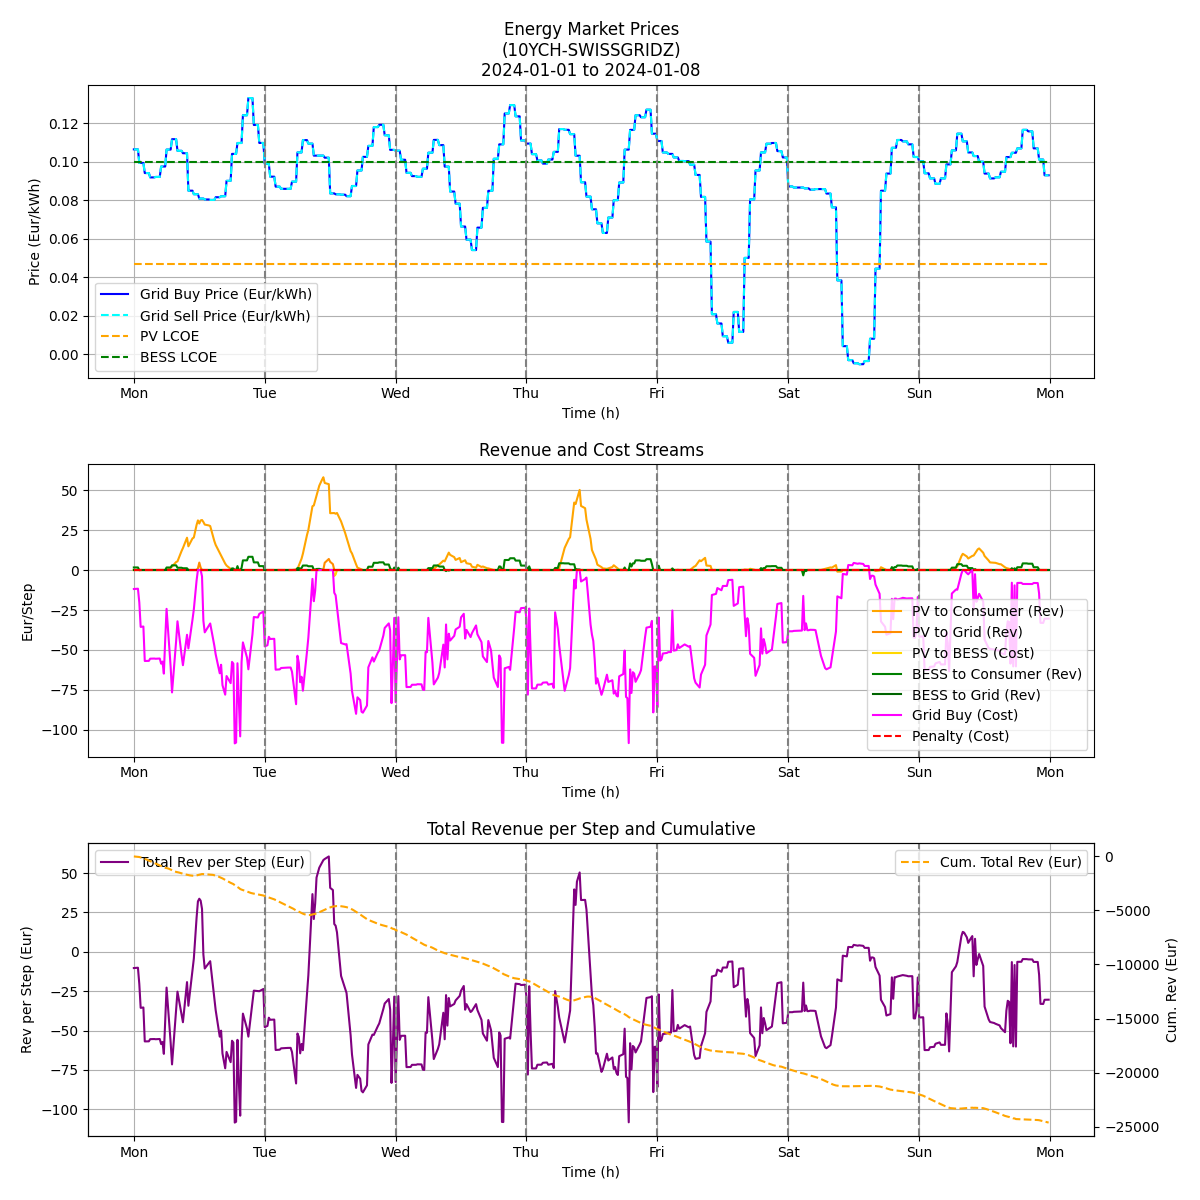 Energy Market Prices
(10YCH-SWISSGRIDZ)
2024-01-01 to 2024-01-08
Price (Eur/kWh)
0.12
0.10
0.08
0.06
0.04
0.02
0.00
Grid Buy Price (Eur/kWh)
Grid Sell Price (Eur/kWh)
PV LCOE
BESS LCOE
Mon Tue Wed Thu Fri Sat Sun Mon
Time (h)
Revenue and Cost Streams
Eur/Step
50
25
0
−25
−50
−75
−100
PV to Consumer (Rev)
PV to Grid (Rev)
PV to BESS (Cost)
BESS to Consumer (Rev)
BESS to Grid (Rev)
Grid Buy (Cost)
Penalty (Cost)
Mon Tue Wed Thu Fri Sat Sun Mon
Time (h)
Total Revenue per Step and Cumulative
Rev per Step (Eur)
50
25
0
−25
−50
−75
−100
Total Rev per Step (Eur)
Cum. Total Rev (Eur)
0
−5000
−10000
−15000
−20000
−25000
Cum. Rev (Eur)
Mon Tue Wed Thu Fri Sat Sun Mon
Time (h)